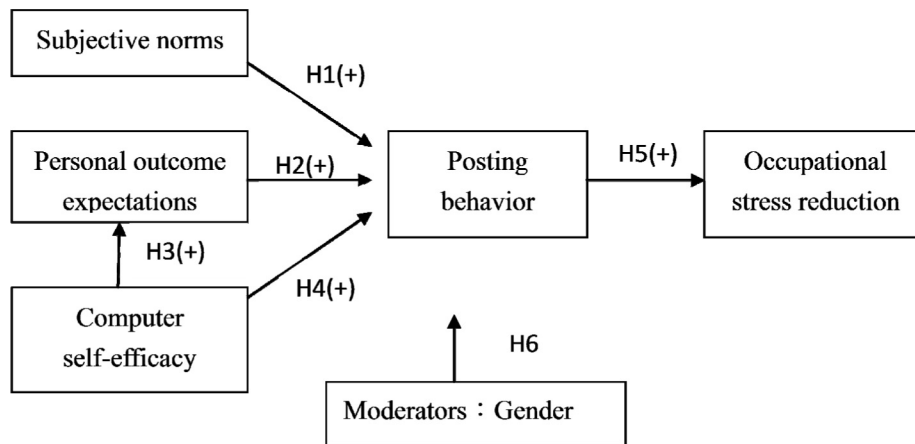 Subjective norms
H1(+)
Personal outcome
expectations
H2(+)
Posting
behavior
H5(+)
Occupational
stress reduction
H3(+)
H4(+)
Computer
self-efficacy
H6
Moderators：Gender